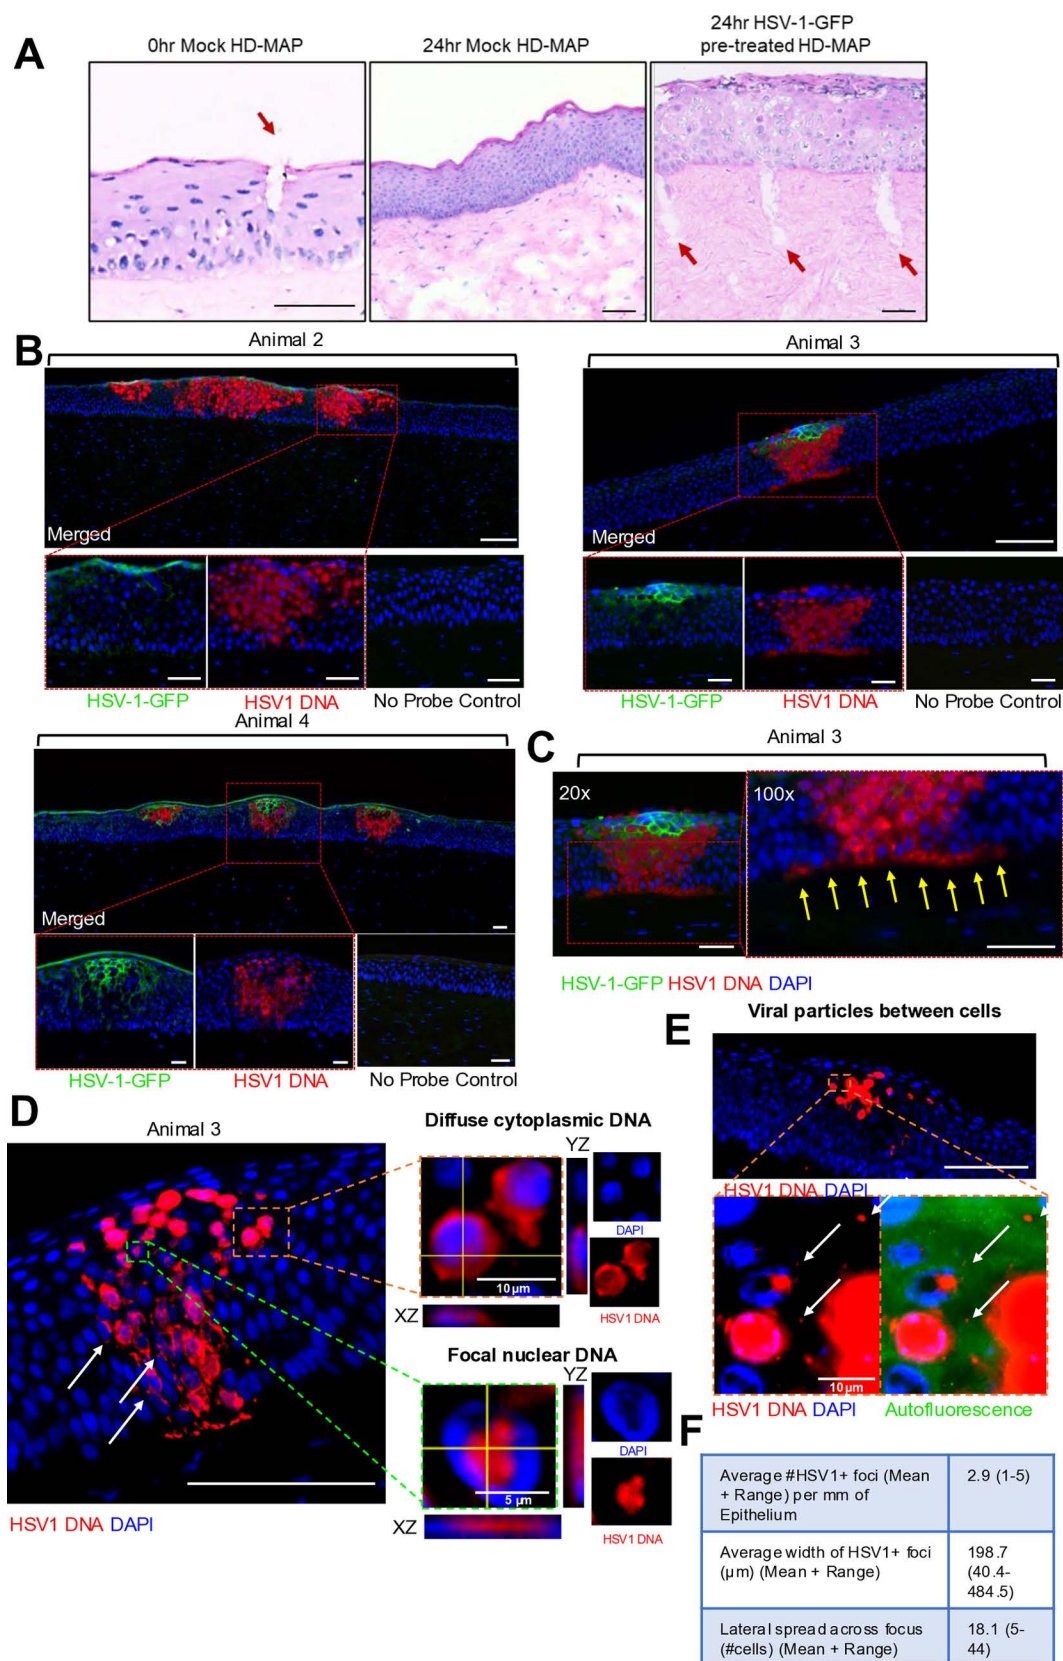 A
0hr Mock HD-MAP
24hr Mock HD-MAP
24hr HSV-1-GFP
pre-treated HD-MAP
B
Animal 2
Merged
HSV-1-GFP
HSV1 DNA
No Probe Control
Animal 3
Merged
HSV-1-GFP
HSV1 DNA
No Probe Control
Animal 4
Merged
HSV-1-GFP
HSV1 DNA
No Probe Control
C
Animal 3
20x
100x
HSV-1-GFP HSV1 DNA DAPI
D
Animal 3
HSV1 DNA DAPI
Diffuse cytoplasmic DNA
YZ
10 µm
XZ
DAPI
HSV1 DNA
Focal nuclear DNA
YZ
5 µm
XZ
DAPI
HSV1 DNA
E
Viral particles between cells
HSV1 DNA DAPI
10 µm
HSV1 DNA DAPI
Autofluorescence
F
Average #HSV1+ foci (Mean
+ Range) per mm of
Epithelium
2.9 (1-5)
Average width of HSV1+ foci
(µm) (Mean + Range)
198.7
(40.4-
484.5)
Lateral spread across focus
(#cells) (Mean + Range)
18.1 (5-
44)